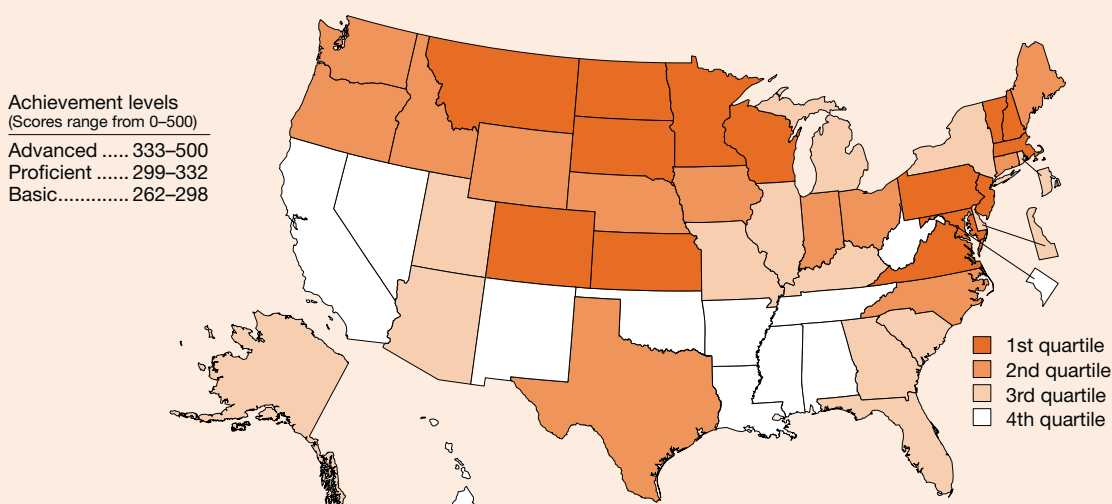 Achievement levels
(Scores range from 0–500)
Advanced ..... 333–500
Proficient ...... 299–332
Basic............. 262–298
1st quartile
2nd quartile
3rd quartile
4th quartile